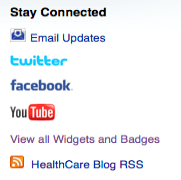 Stay Connected
Email Updates
twitter
facebook
YouTube
View all Widgets and Badges
HealthCare Blog RSS